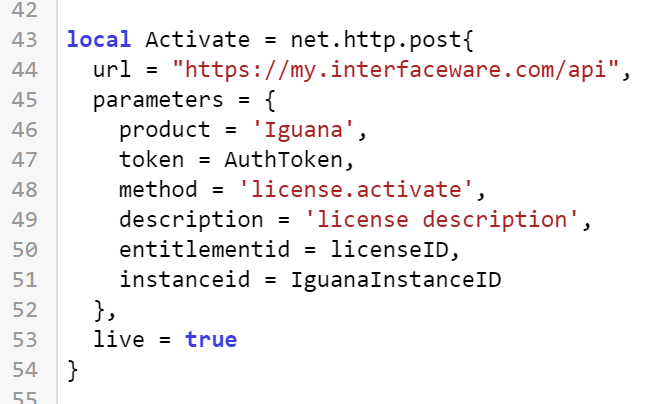 42
43 local Activate = net.http.post{
44   url = "https://my.interfaceware.com/api",
45   parameters = {
46     product = 'Iguana',
47     token = AuthToken,
48     method = 'license.activate',
49     description = 'license description',
50     entitlementid = licenseID,
51     instanceid = IguanaInstanceID
52   },
53   live = true
54 }
55